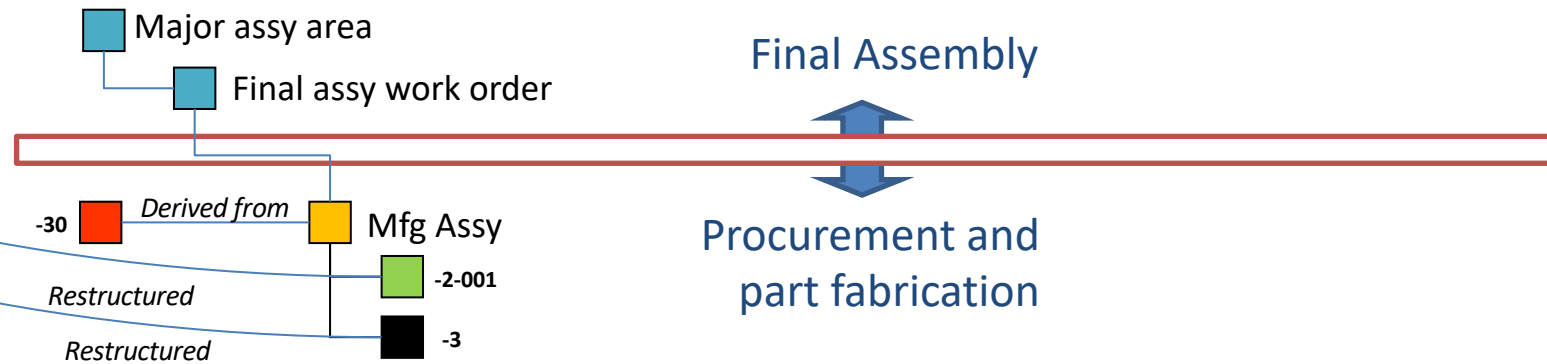 Major assy area
Final Assembly
Final assy work order
-30
Derived from
Mfg Assy
Procurement and
part fabrication
-2-001
Restructured
-3
Restructured